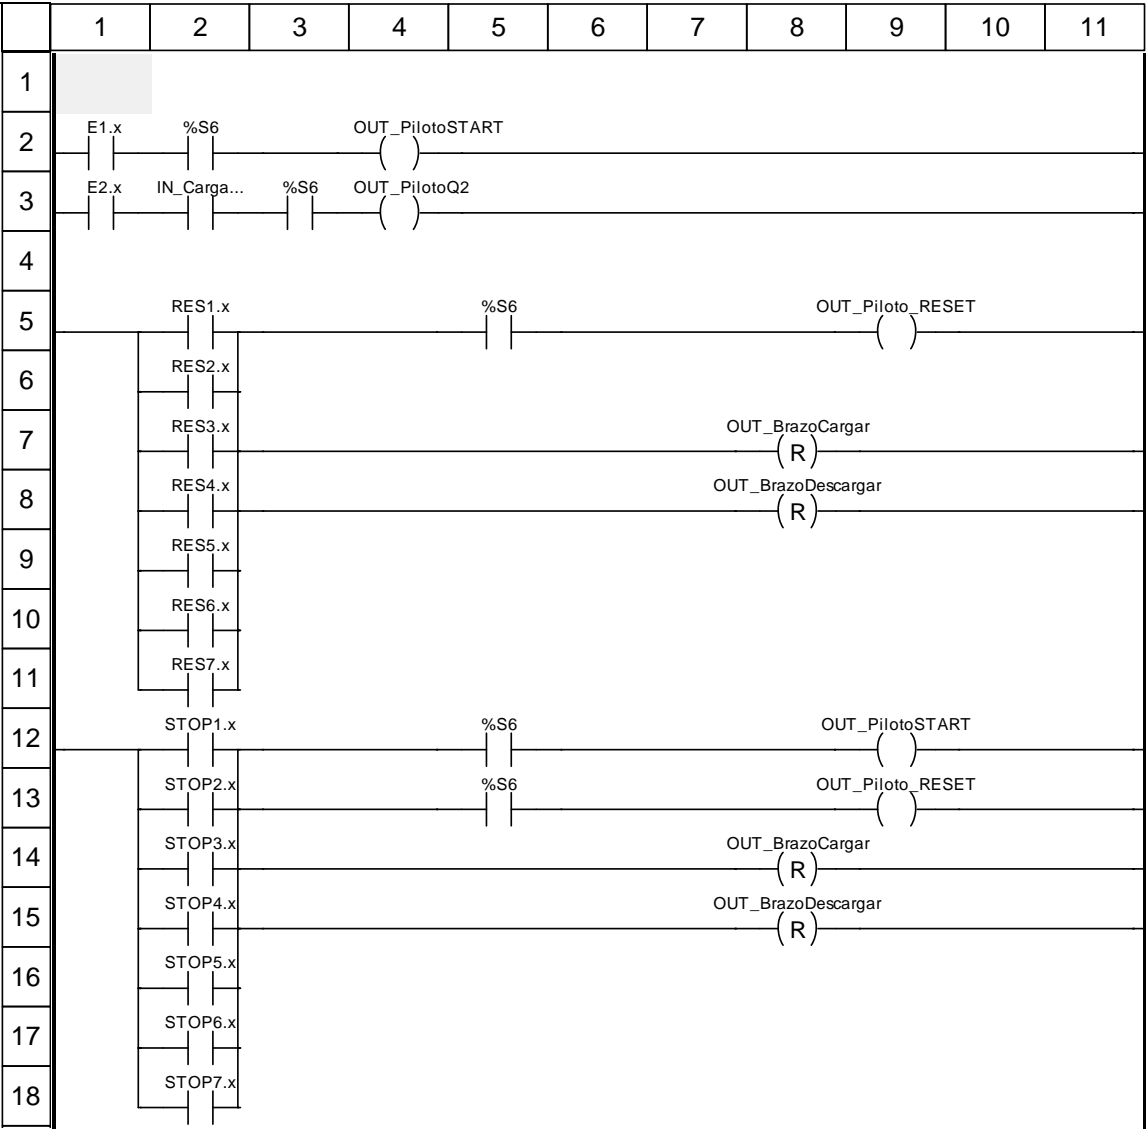 1 2 3 4 5 6 7 8 9 10 11
1
E1.x %S6 OUT_PilotoSTART
2
E2.x IN_Carga... %S6 OUT_PilotoQ2
3
4
RES1.x %S6 OUT_Piloto_RESET
5
RES2.x
6
RES3.x OUT_BrazoCargar
7 R
RES4.x OUT_BrazoDescargar
8 R
RES5.x
9
RES6.x
10
RES7.x
11
STOP1.x %S6 OUT_PilotoSTART
12
STOP2.x %S6 OUT_Piloto_RESET
13
STOP3.x OUT_BrazoCargar
14 R
STOP4.x OUT_BrazoDescargar
15 R
STOP5.x
16
STOP6.x
17
STOP7.x
18